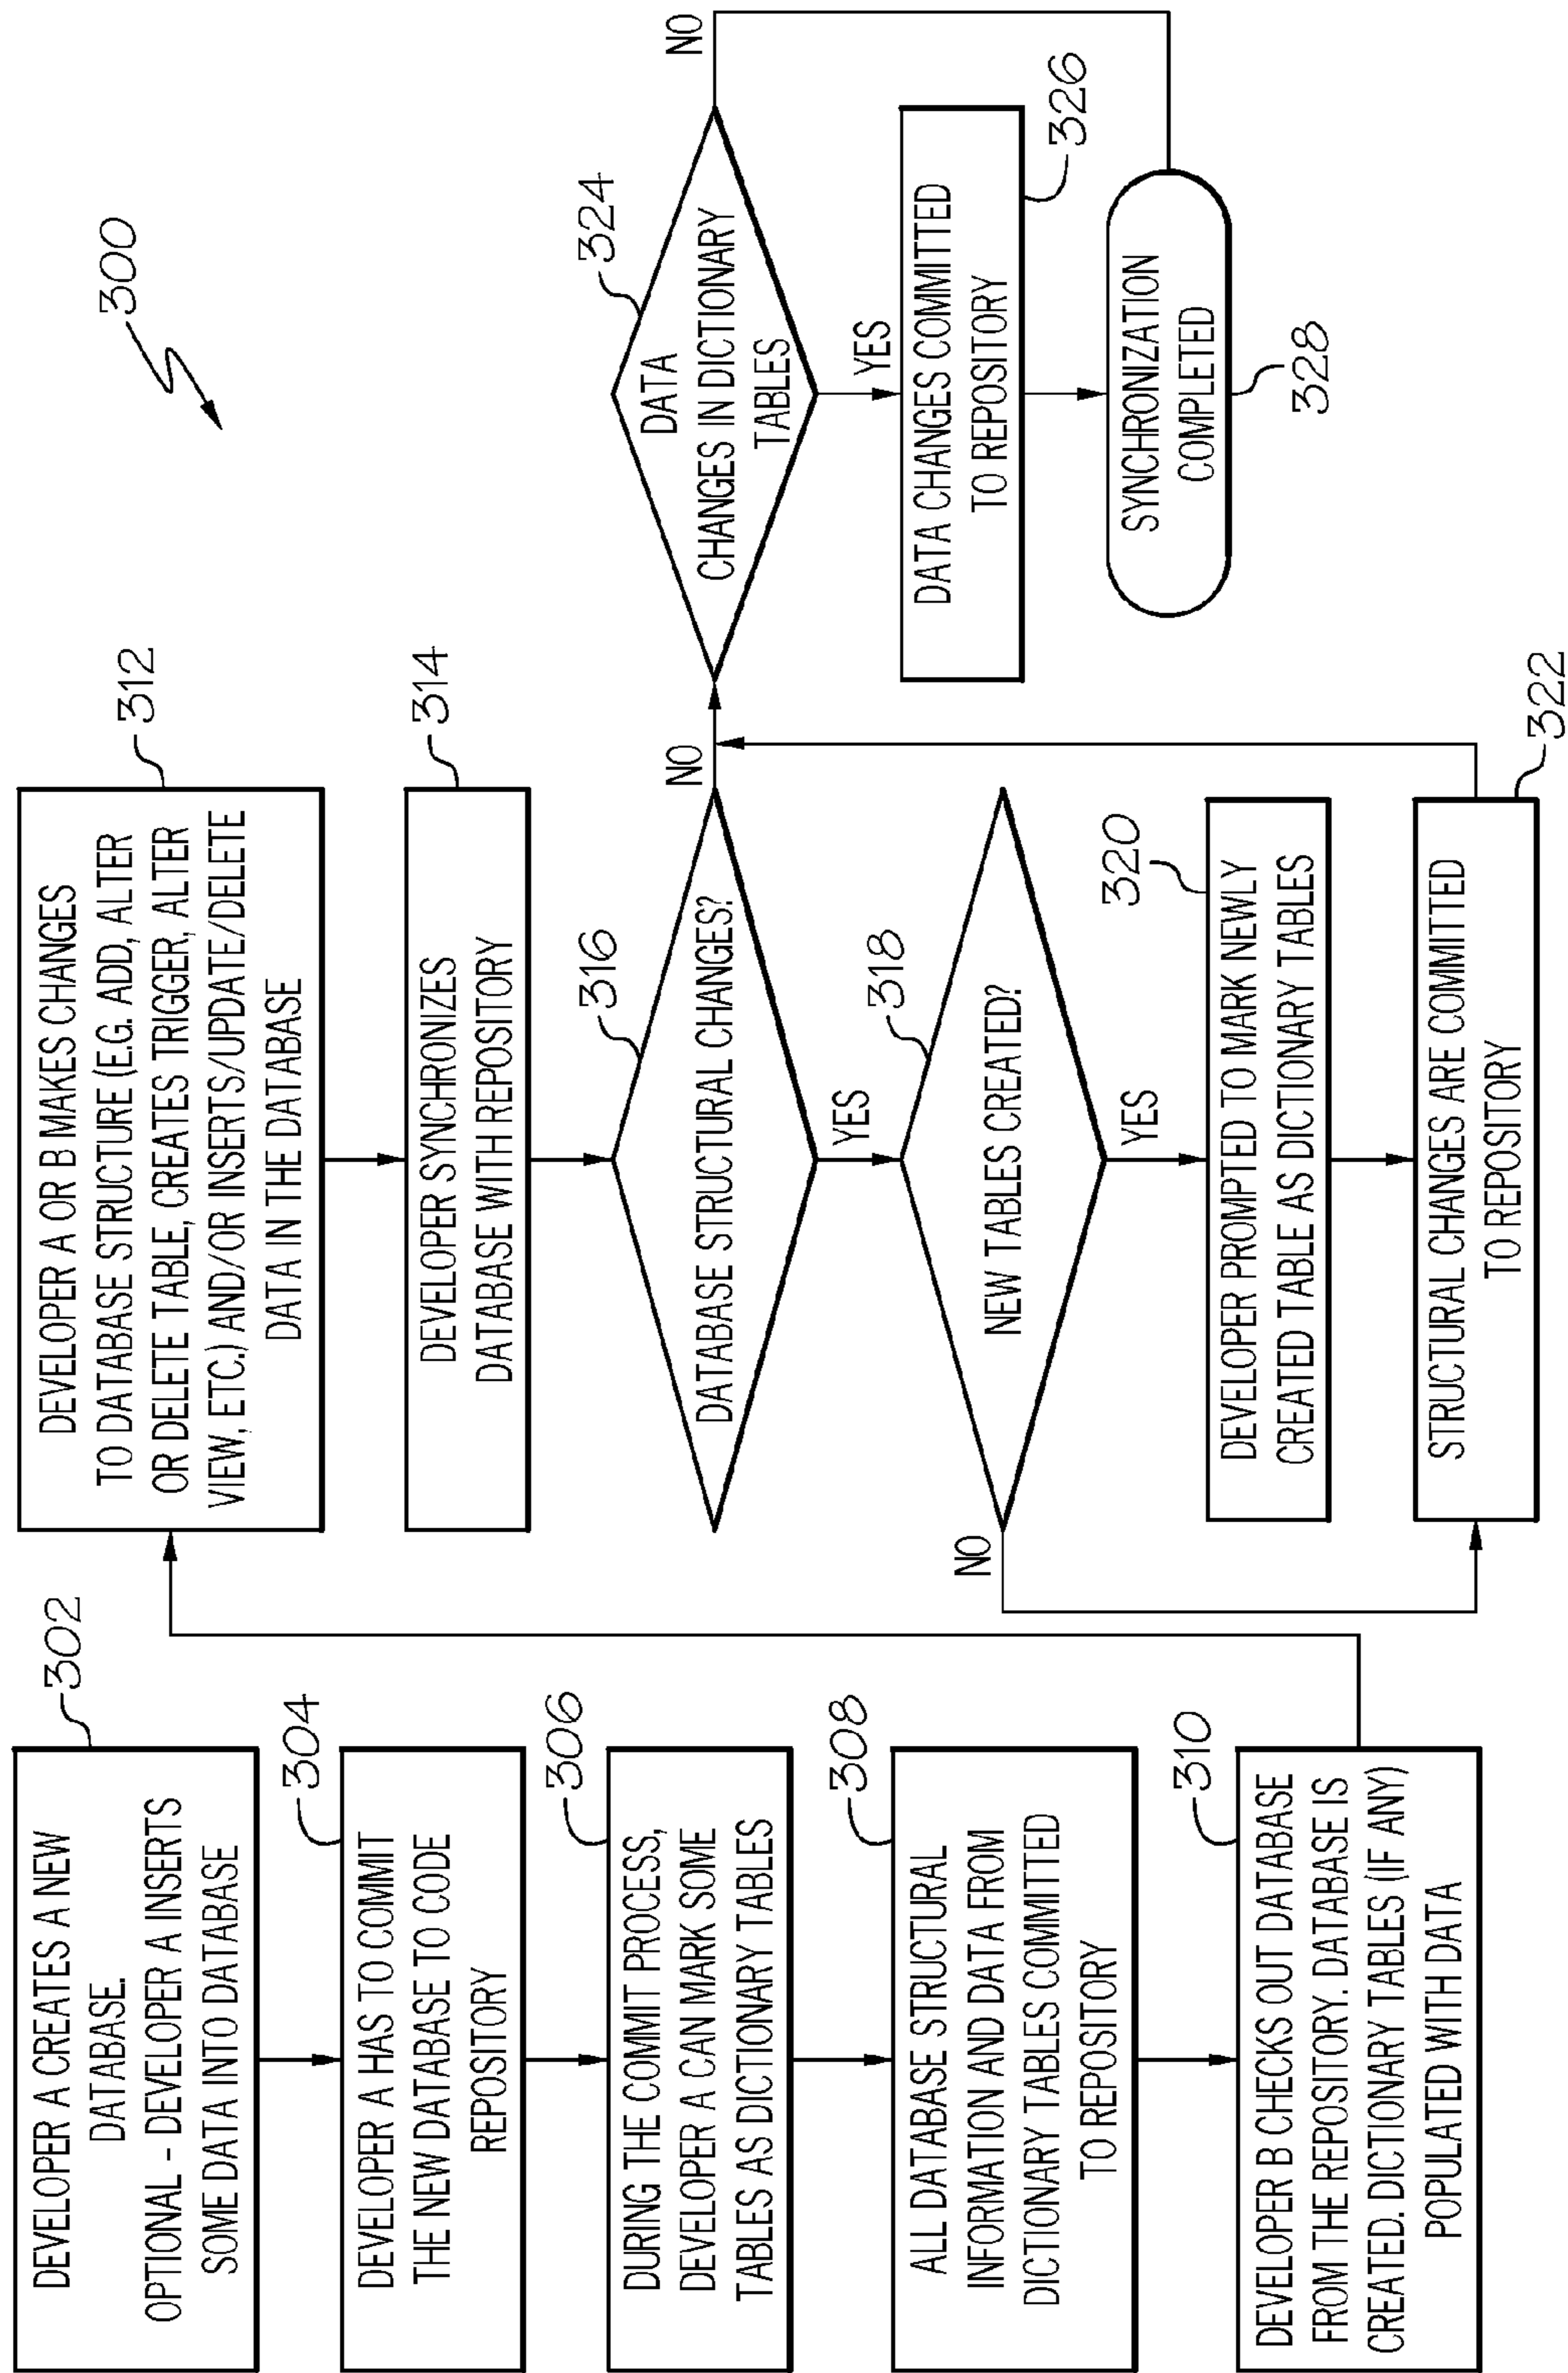 300
302
DEVELOPER A CREATES A NEW
DATABASE.
OPTIONAL - DEVELOPER A INSERTS
SOME DATA INTO DATABASE
304
DEVELOPER A HAS TO COMMIT
THE NEW DATABASE TO CODE
REPOSITORY
306
DURING THE COMMIT PROCESS,
DEVELOPER A CAN MARK SOME
TABLES AS DICTIONARY TABLES
308
ALL DATABASE STRUCTURAL
INFORMATION AND DATA FROM
DICTIONARY TABLES COMMITTED
TO REPOSITORY
310
DEVELOPER B CHECKS OUT DATABASE
FROM THE REPOSITORY. DATABASE IS
CREATED. DICTIONARY TABLES (IF ANY)
POPULATED WITH DATA
312
DEVELOPER A OR B MAKES CHANGES
TO DATABASE STRUCTURE (E.G. ADD, ALTER
OR DELETE TABLE, CREATES TRIGGER, ALTER
VIEW, ETC.) AND/OR INSERTS/UPDATE/DELETE
DATA IN THE DATABASE
314
DEVELOPER SYNCHRONIZES
DATABASE WITH REPOSITORY
316
DATABASE STRUCTURAL CHANGES?
NO
YES
318
NEW TABLES CREATED?
NO
YES
320
DEVELOPER PROMPTED TO MARK NEWLY
CREATED TABLE AS DICTIONARY TABLES
322
STRUCTURAL CHANGES ARE COMMITTED
TO REPOSITORY
324
DATA
CHANGES IN DICTIONARY
TABLES
NO
YES
326
DATA CHANGES COMMITTED
TO REPOSITORY
SYNCHRONIZATION
COMPLETED
328